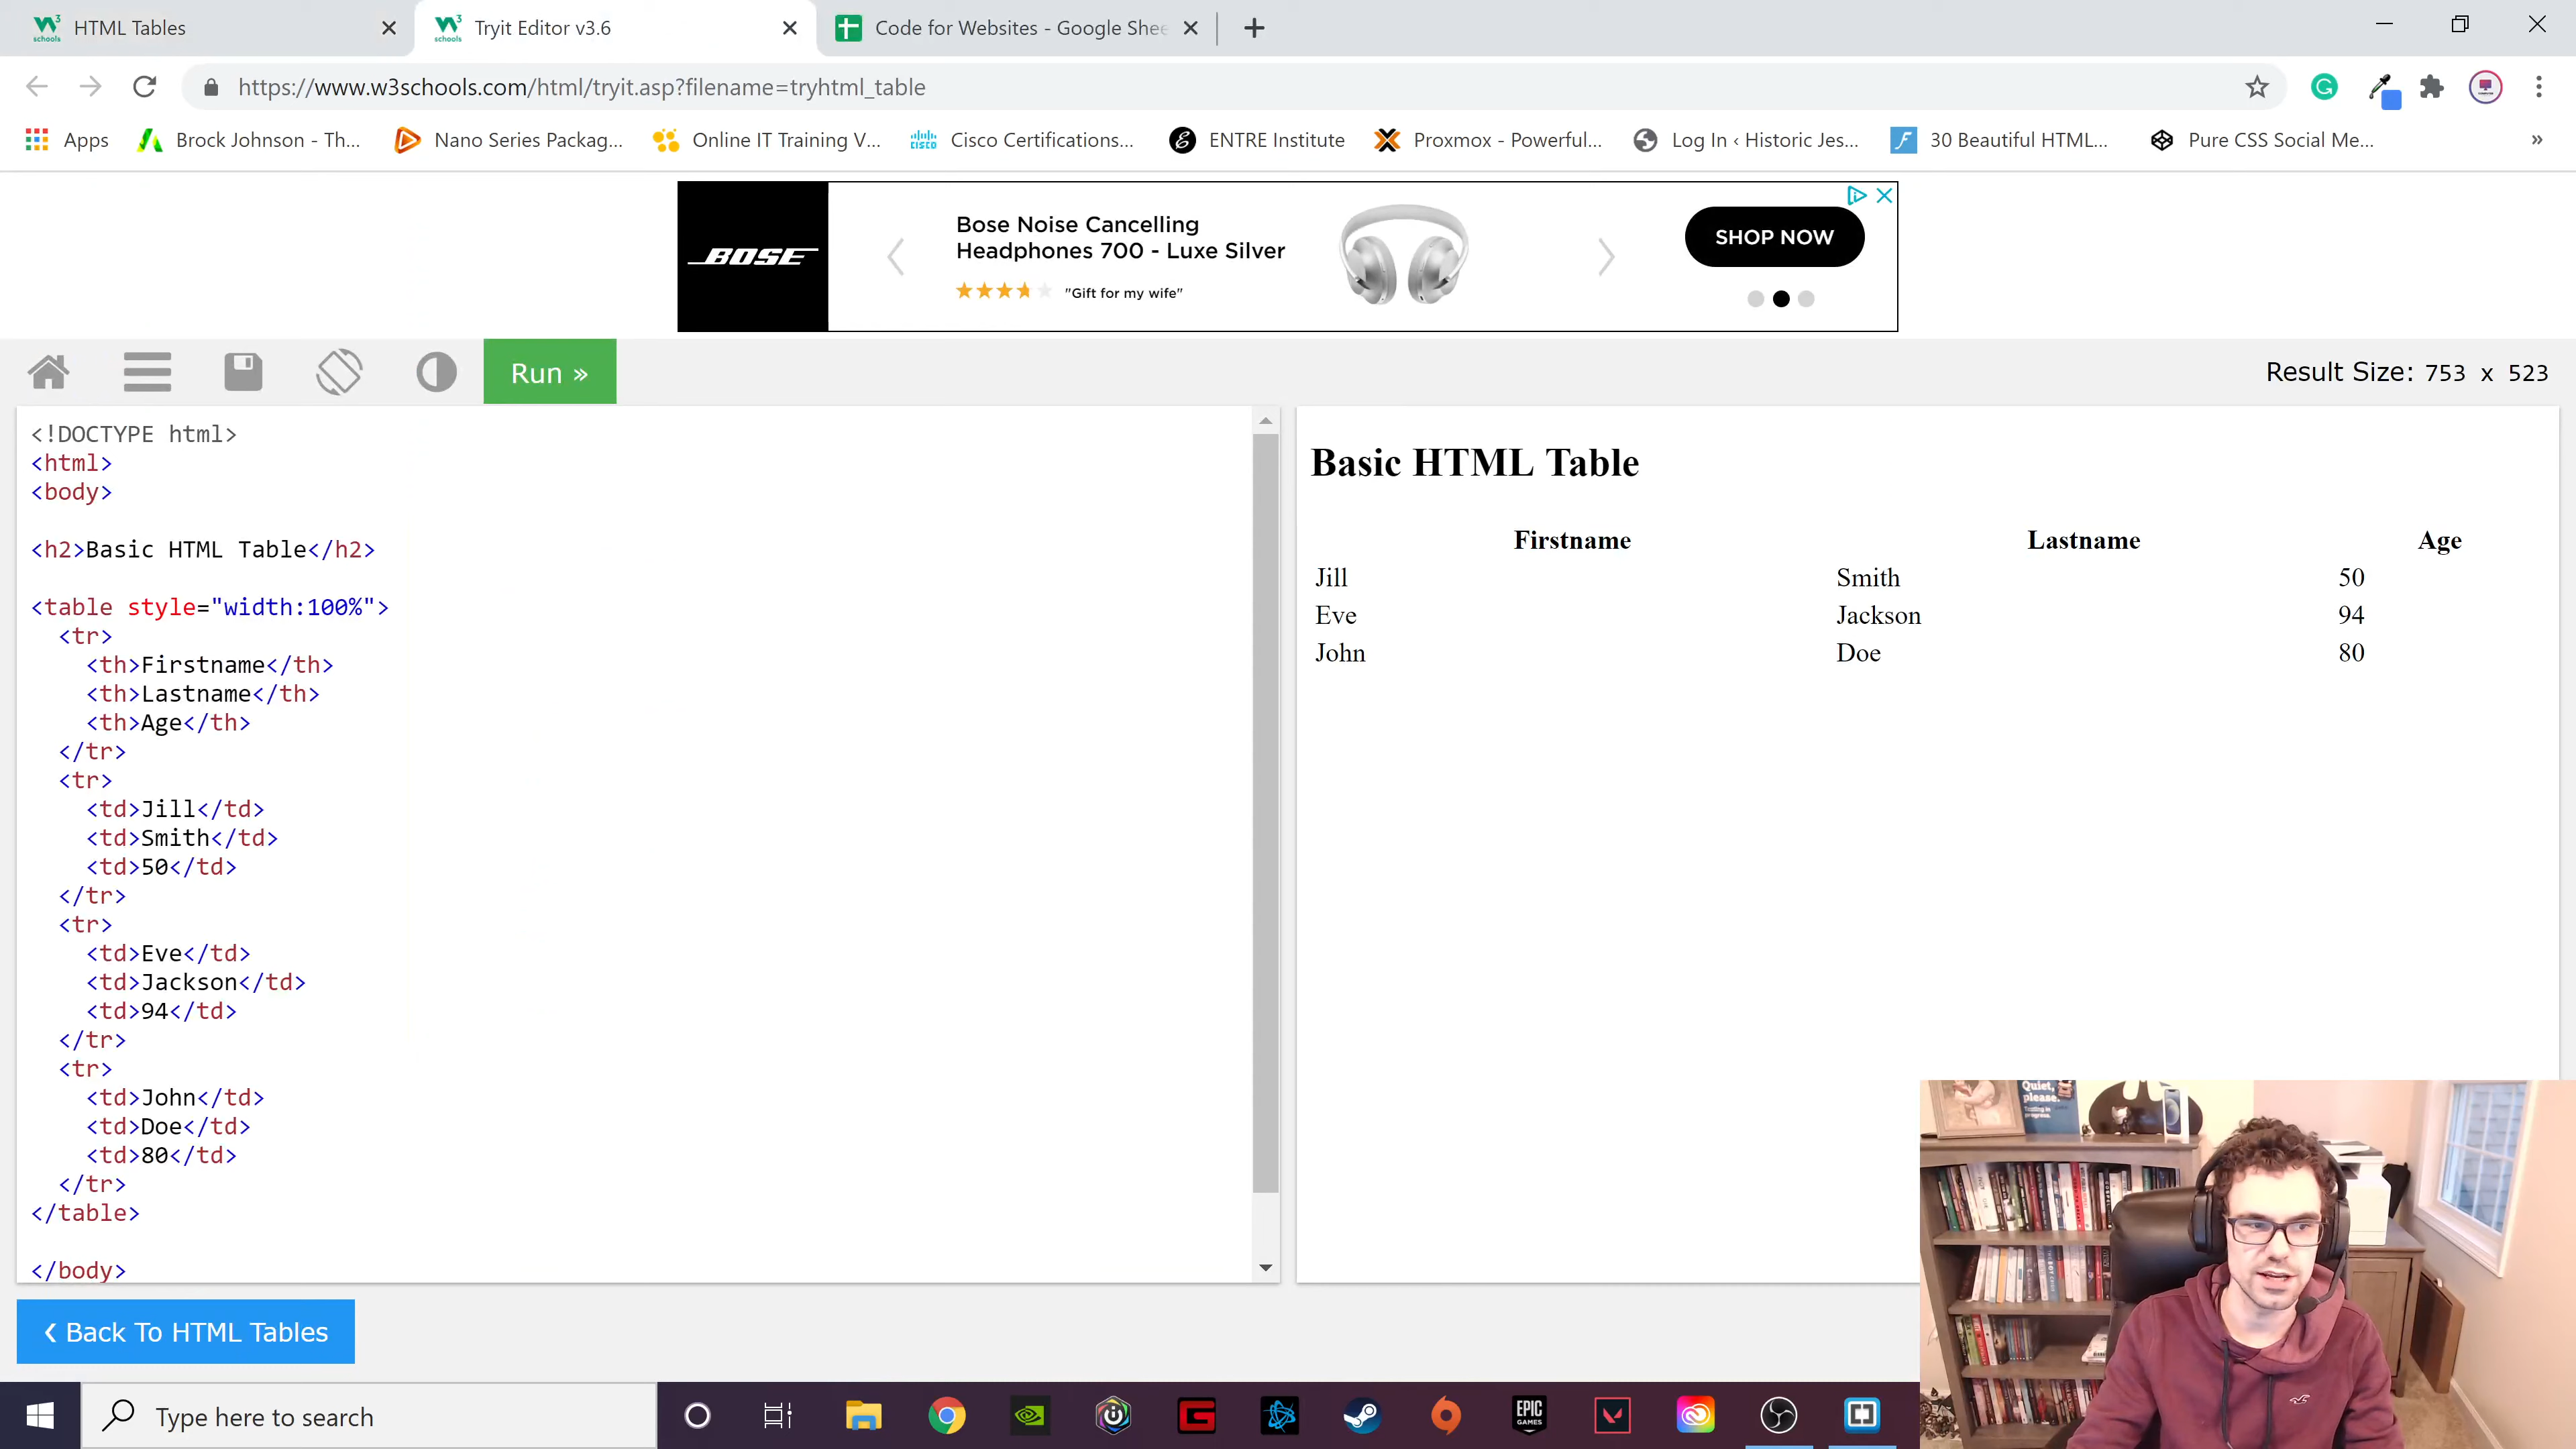 W3 schools HTML Tables
W3 schools Tryit Editor v3.6
Code for Websites - Google Shee
https://www.w3schools.com/html/tryit.asp?filename=tryhtml_table
Apps Brock Johnson - Th... Nano Series Packag... Online IT Training V... Cisco Certifications... ENTRE Institute Proxmox - Powerful... Log In ‹ Historic Jes... 30 Beautiful HTML... Pure CSS Social Me... »
BOSE
Bose Noise Cancelling
Headphones 700 - Luxe Silver
"Gift for my wife"
SHOP NOW
Run »
Result Size: 753 x 523
<!DOCTYPE html>
<html>
<body>
<h2>Basic HTML Table</h2>
<table style="width:100%">
<tr>
<th>Firstname</th>
<th>Lastname</th>
<th>Age</th>
</tr>
<tr>
<td>Jill</td>
<td>Smith</td>
<td>50</td>
</tr>
<tr>
<td>Eve</td>
<td>Jackson</td>
<td>94</td>
</tr>
<tr>
<td>John</td>
<td>Doe</td>
<td>80</td>
</tr>
</table>
</body>
Basic HTML Table
Firstname Lastname Age
Jill Smith 50
Eve Jackson 94
John Doe 80
Quiet,
please.
❮ Back To HTML Tables
Type here to search
EPIC
GAMES